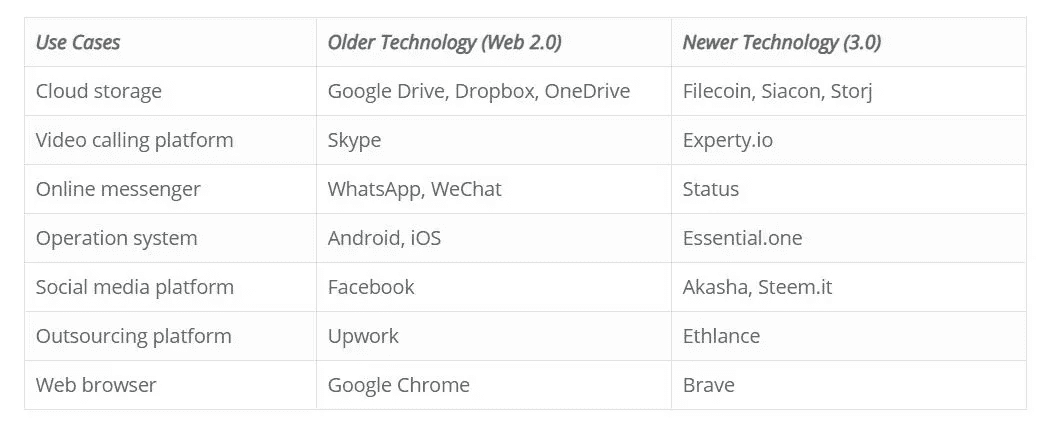 Use Cases Older Technology (Web 2.0) Newer Technology (3.0)
Cloud storage Google Drive, Dropbox, OneDrive Filecoin, Siacon, Storj
Video calling platform Skype Experty.io
Online messenger WhatsApp, WeChat Status
Operation system Android, iOS Essential.one
Social media platform Facebook Akasha, Steem.it
Outsourcing platform Upwork Ethlance
Web browser Google Chrome Brave